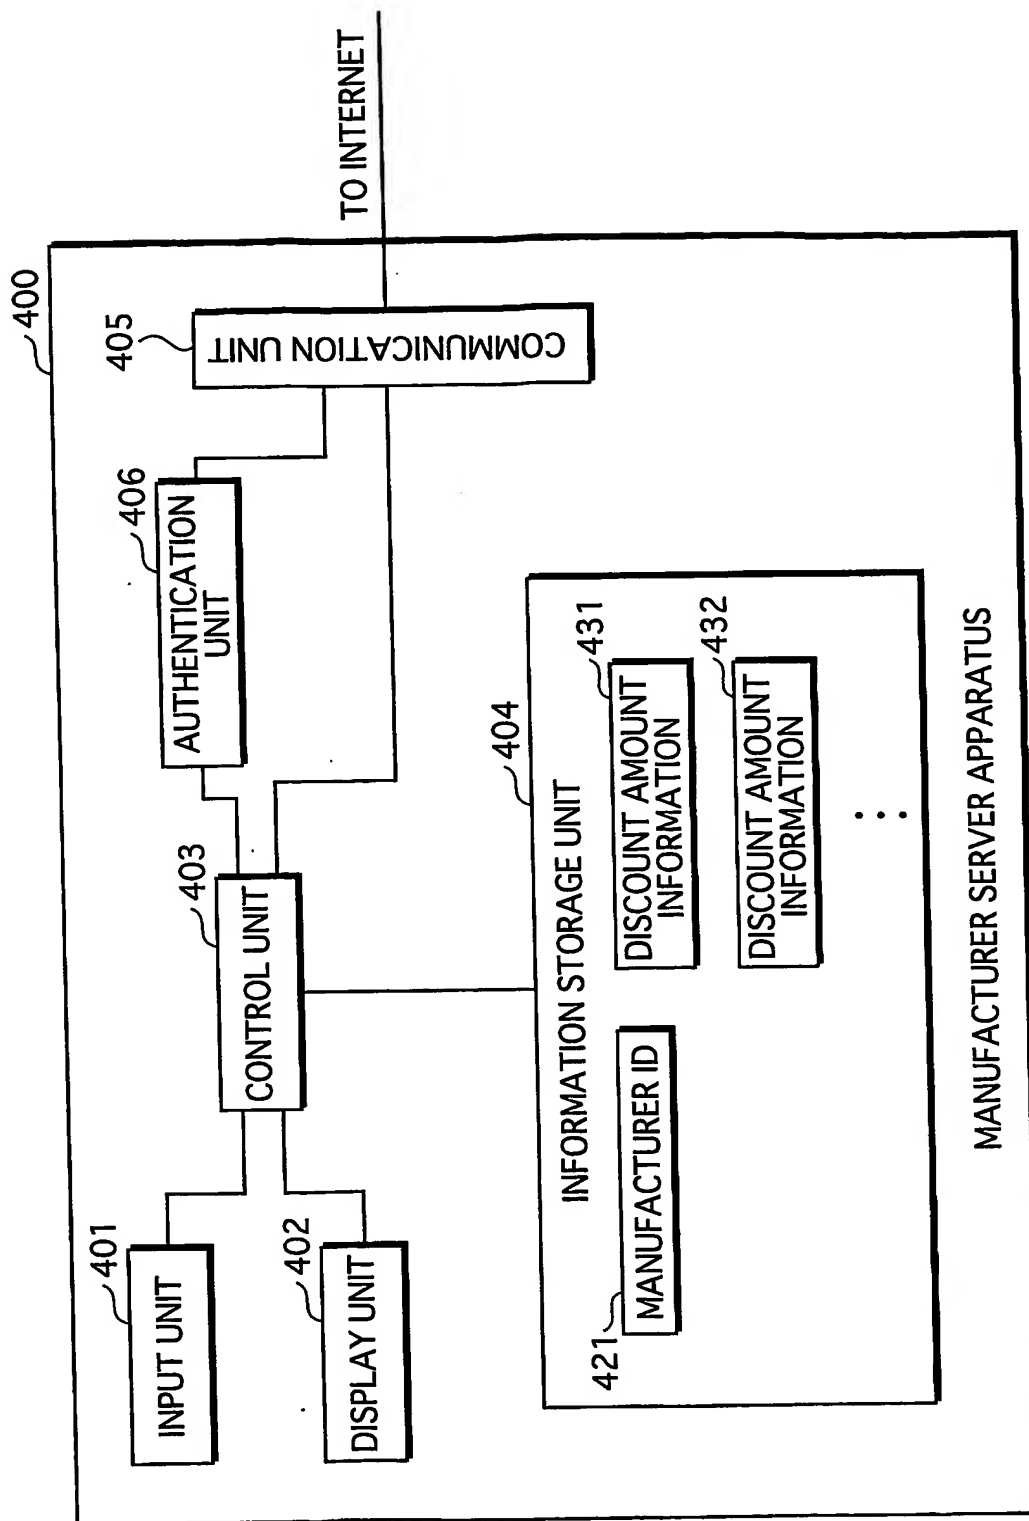 400
TO INTERNET
405
COMMUNICATION UNIT
406
AUTHENTICATION
UNIT
403
CONTROL UNIT
401
INPUT UNIT
402
DISPLAY UNIT
404
INFORMATION STORAGE UNIT
421
MANUFACTURER ID
431
DISCOUNT AMOUNT
INFORMATION
432
DISCOUNT AMOUNT
INFORMATION
...
MANUFACTURER SERVER APPARATUS